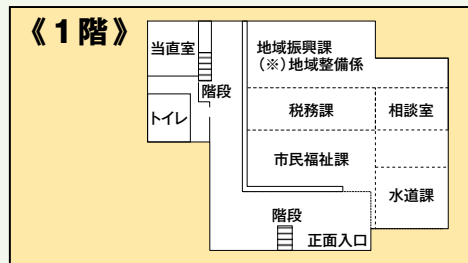 《1階》
当直室
地域振興課
(※)地域整備係
階段
トイレ
税務課
相談室
市民福祉課
水道課
階段
正面入口